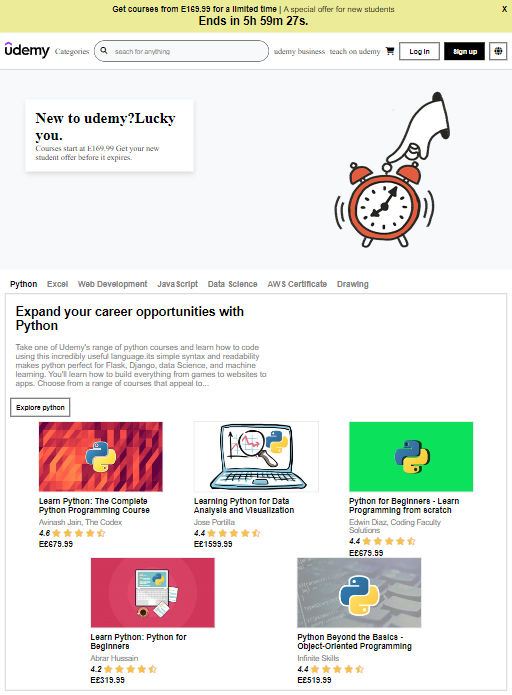 Get courses from E169.99 for a limited time | A special offer for new students
X
Ends in 5h 59m 27s.
udemy Categories seach for anything udemy business teach on udemy Log in Sign up
New to udemy?Lucky
you.
Courses start at E169.99 Get your new
student offer before it expires.
Python Excel Web Development JavaScript Data Science AWS Certificate Drawing
Expand your career opportunities with
Python
Take one of Udemy's range of python courses and learn how to code
using this incredibly useful language.its simple syntax and readability
makes python perfect for Flask, Django, data Science, and machine
learning. You'll learn how to build everything from games to websites to
apps. Choose from a range of courses that appeal to...
Explore python
Learn Python: The Complete
Python Programming Course
Avinash Jain, The Codex
4.6
E£679.99
Learning Python for Data
Analysis and Visualization
Jose Portilla
4.4
E£1599.99
Python for Beginners - Learn
Programming from scratch
Edwin Diaz, Coding Faculty
Solutions
4.4
E£679.99
Learn Python: Python for
Beginners
Abrar Hussain
4.2
E£319.99
Python Beyond the Basics -
Object-Oriented Programming
Infinite Skills
4.4
E£519.99